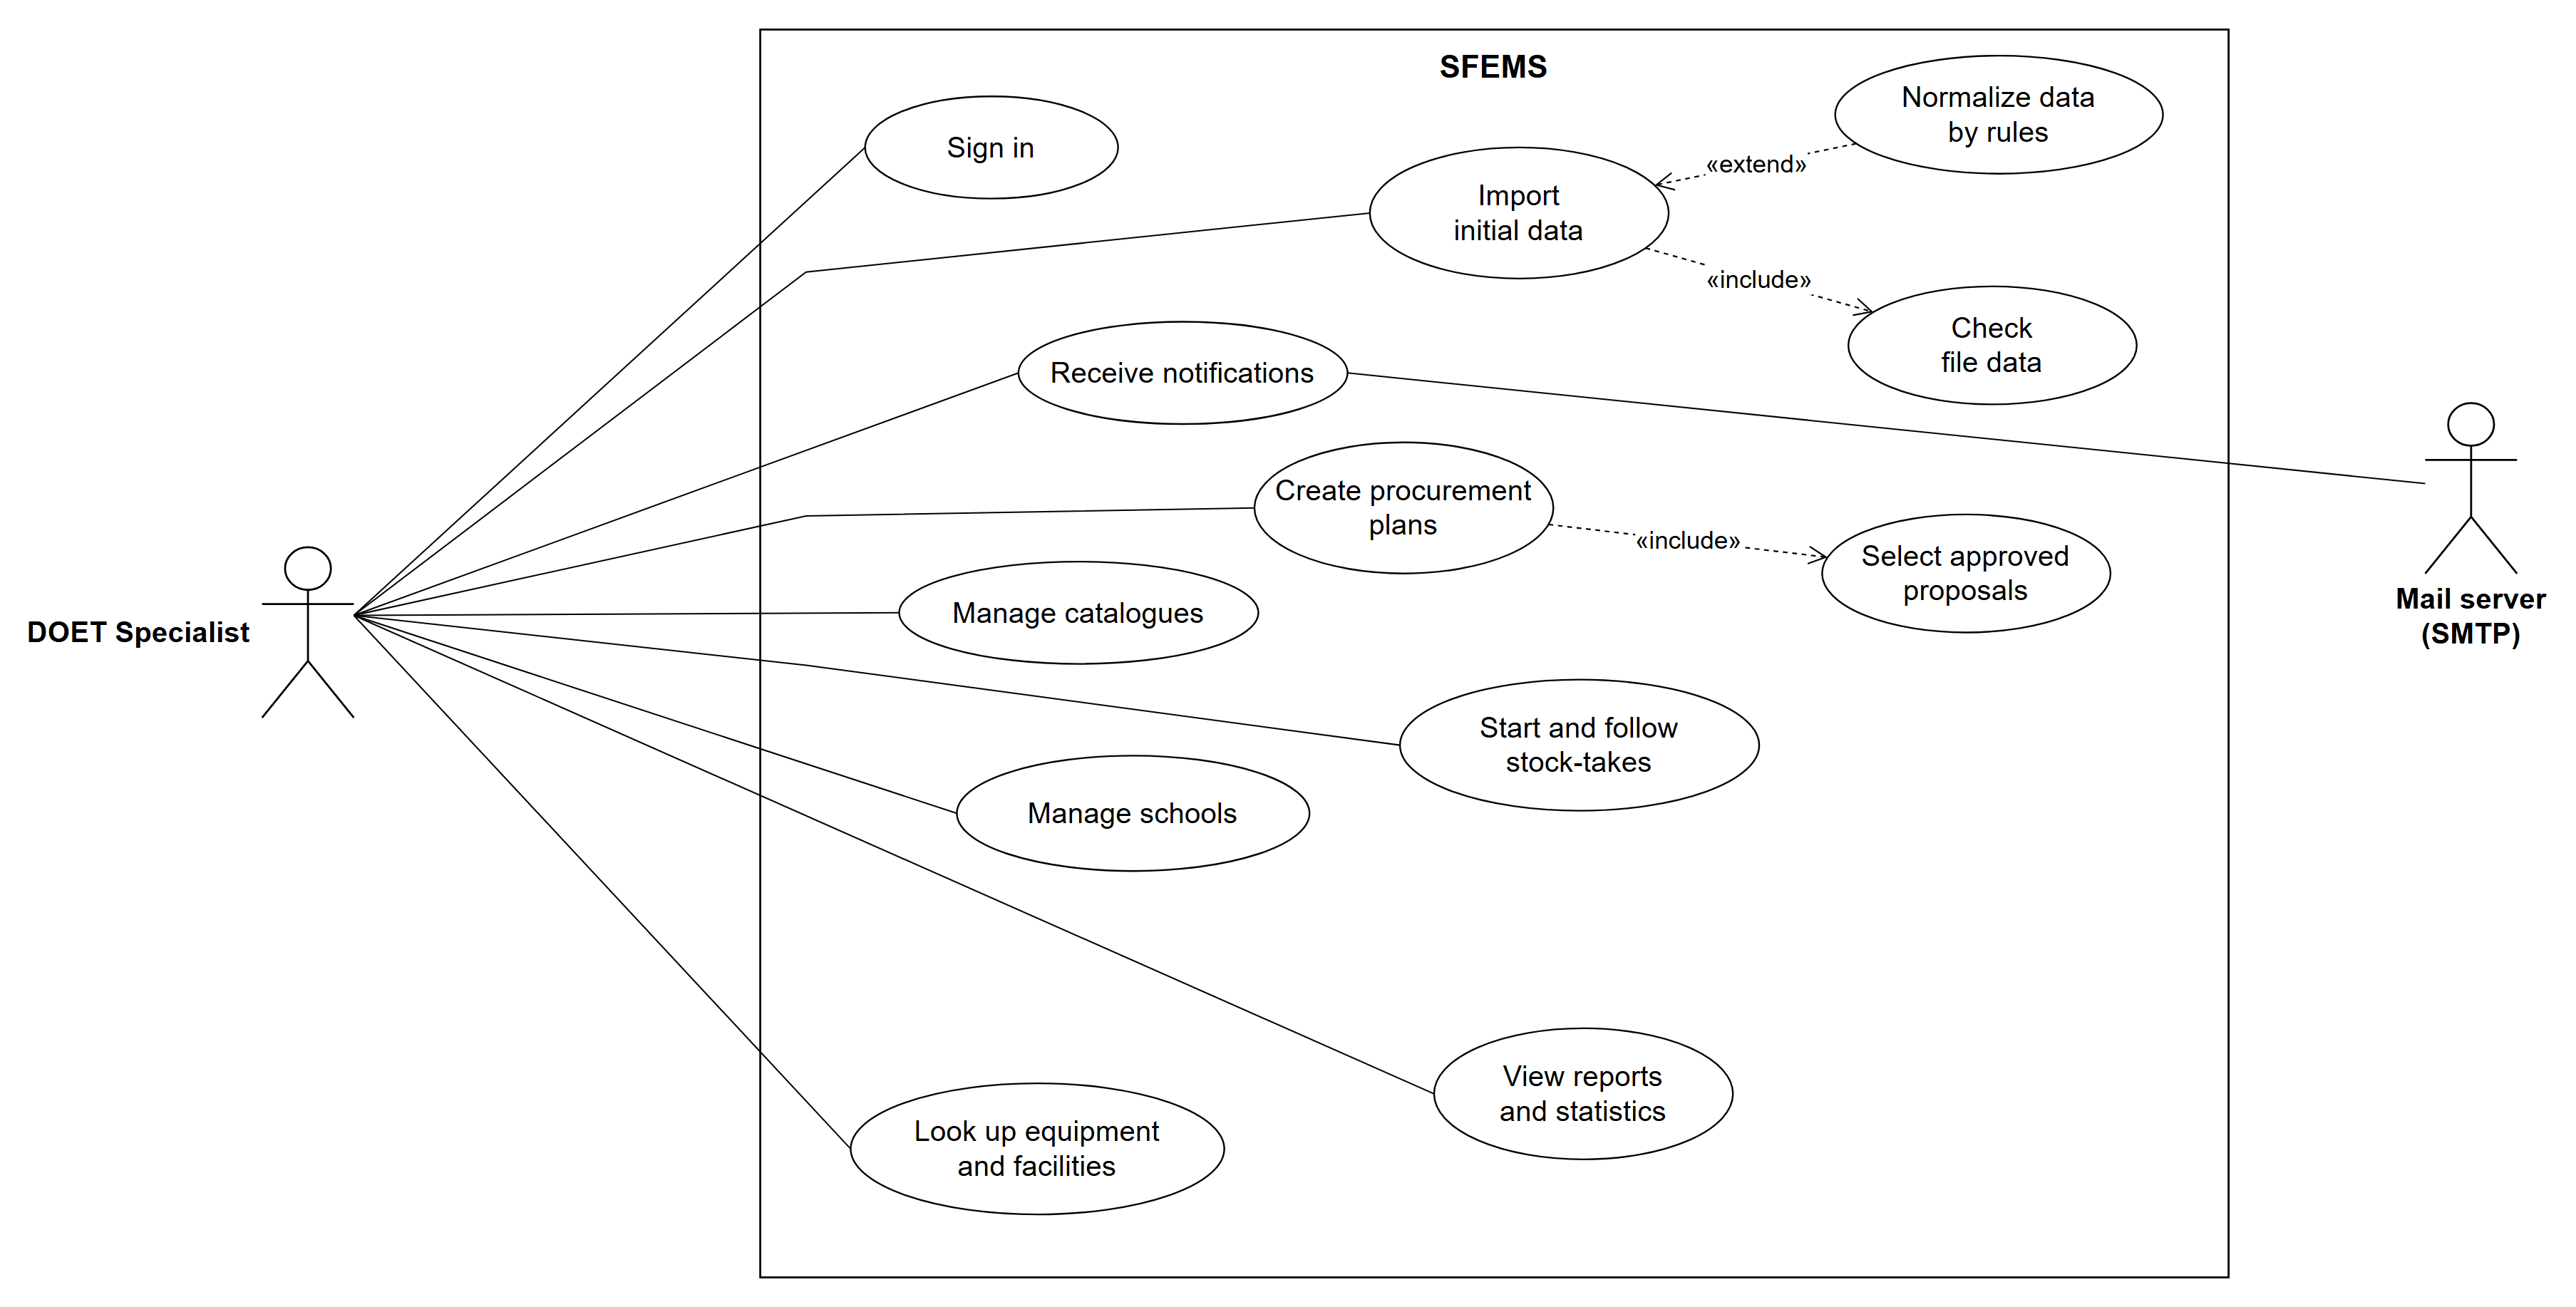 SFEMS
Normalize data
by rules
Sign in
«extend»
Import
initial data
«include»
Check
file data
Receive notifications
Create procurement
plans
«include»
Select approved
proposals
Mail server
(SMTP)
DOET Specialist
Manage catalogues
Start and follow
stock-takes
Manage schools
View reports
and statistics
Look up equipment
and facilities